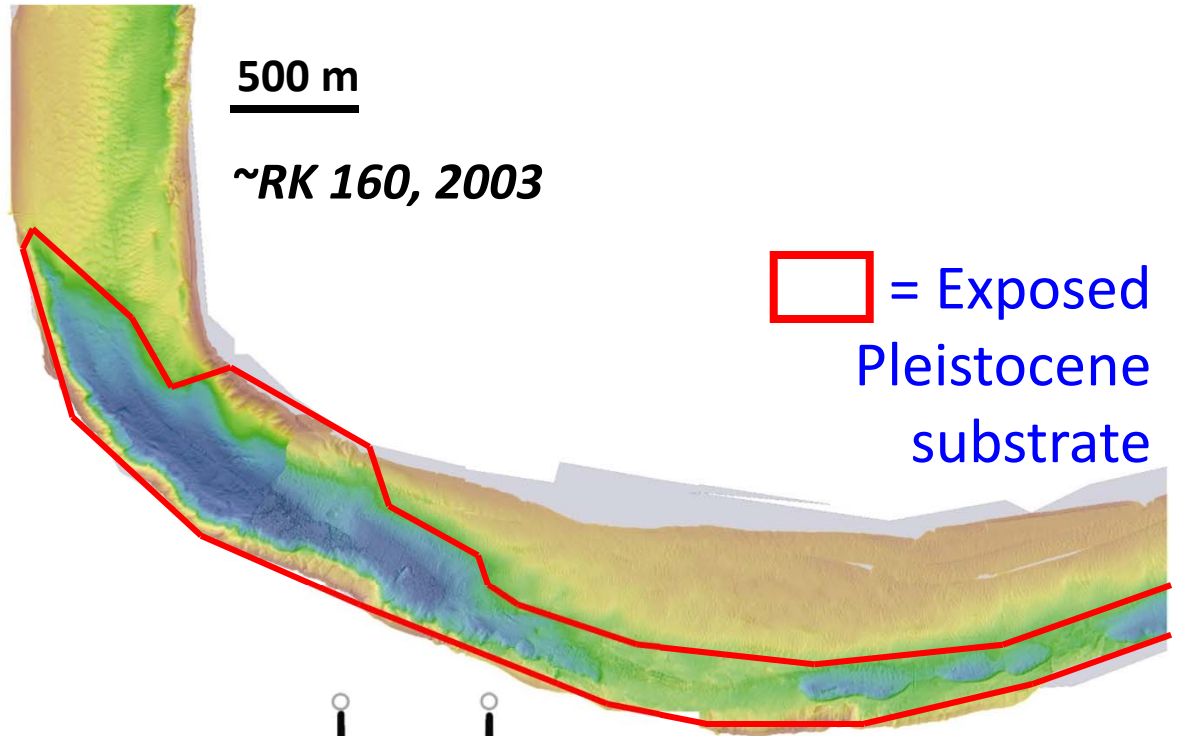 500 m
~RK 160, 2003
= Exposed
Pleistocene
substrate